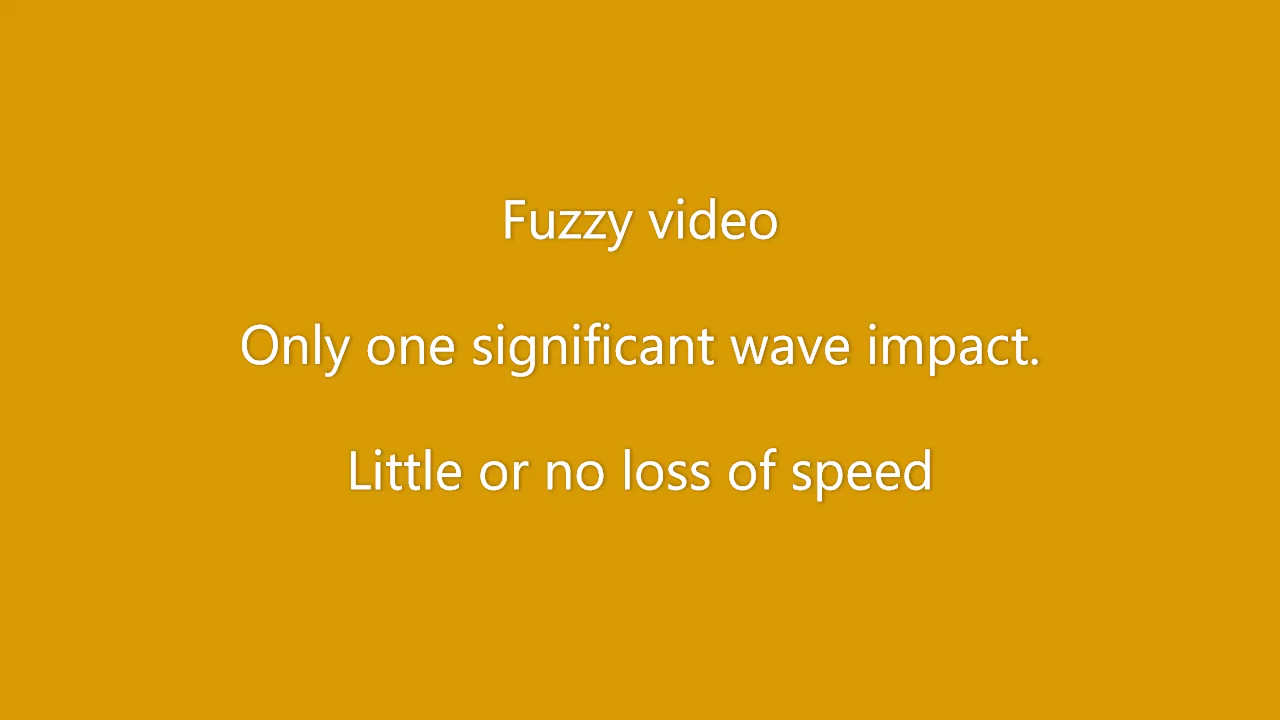 Fuzzy video
Only one significant wave impact.
Little or no loss of speed